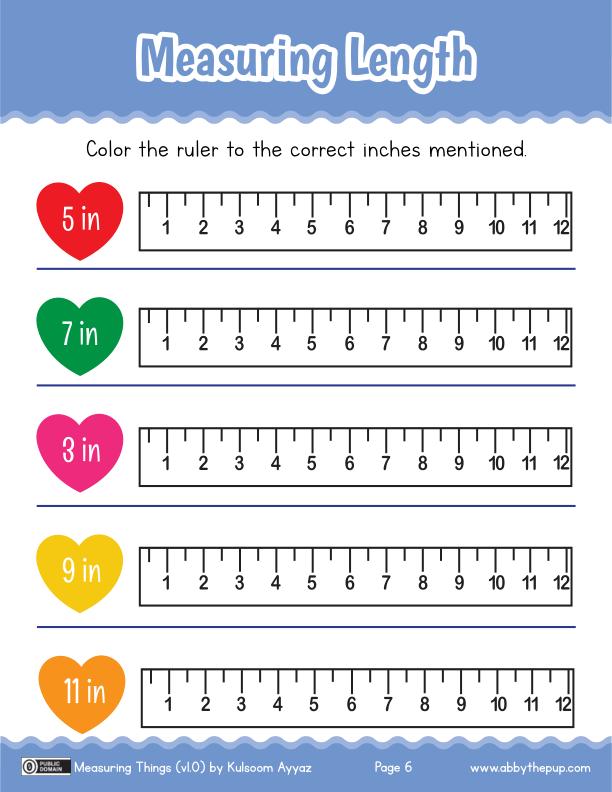 Measuring Length
Color the ruler to the correct inches mentioned.
5 in
1 2 3 4 5 6 7 8 9 10 11 12
7 in
1 2 3 4 5 6 7 8 9 10 11 12
3 in
1 2 3 4 5 6 7 8 9 10 11 12
9 in
1 2 3 4 5 6 7 8 9 10 11 12
11 in
1 2 3 4 5 6 7 8 9 10 11 12
0 PUBLIC DOMAIN Measuring Things (v1.0) by Kulsoom Ayyaz Page 6 www.abbythepup.com